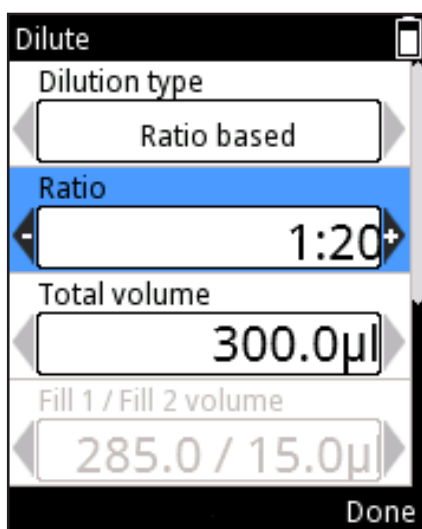 Dilute
Dilution type
Ratio based
Ratio
- 1:20 +
Total volume
300.0µl
Fill 1 / Fill 2 volume
285.0 / 15.0µl
Done